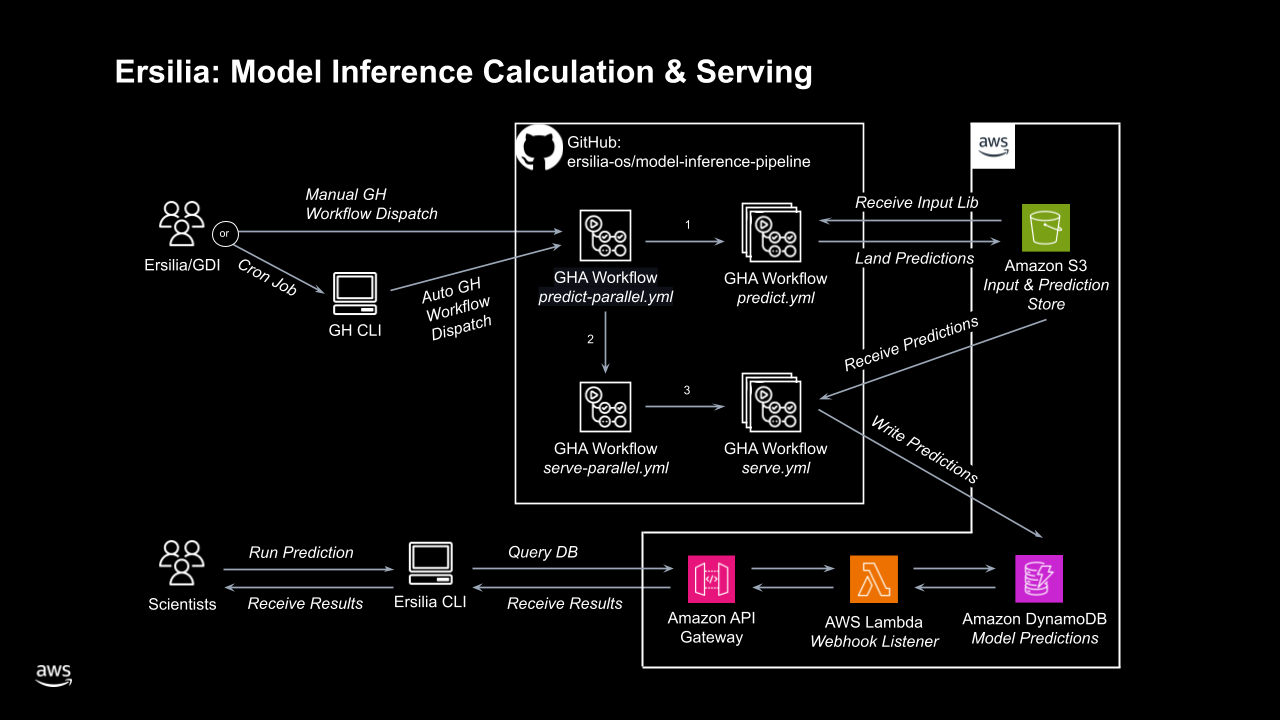 Ersilia: Model Inference Calculation & Serving
GitHub:
ersilia-os/model-inference-pipeline
aws
Manual GH
Workflow Dispatch
or
Ersilia/GDI
Cron Job
GH CLI
Auto GH
Workflow
Dispatch
1
GHA Workflow
predict-parallel.yml
GHA Workflow
predict.yml
Receive Input Lib
Land Predictions
Amazon S3
Input & Prediction
Store
2
3
GHA Workflow
serve-parallel.yml
GHA Workflow
serve.yml
Receive Predictions
Write Predictions
Scientists
Run Prediction
Receive Results
Ersilia CLI
Query DB
Receive Results
Amazon API
Gateway
AWS Lambda
Webhook Listener
Amazon DynamoDB
Model Predictions
aws